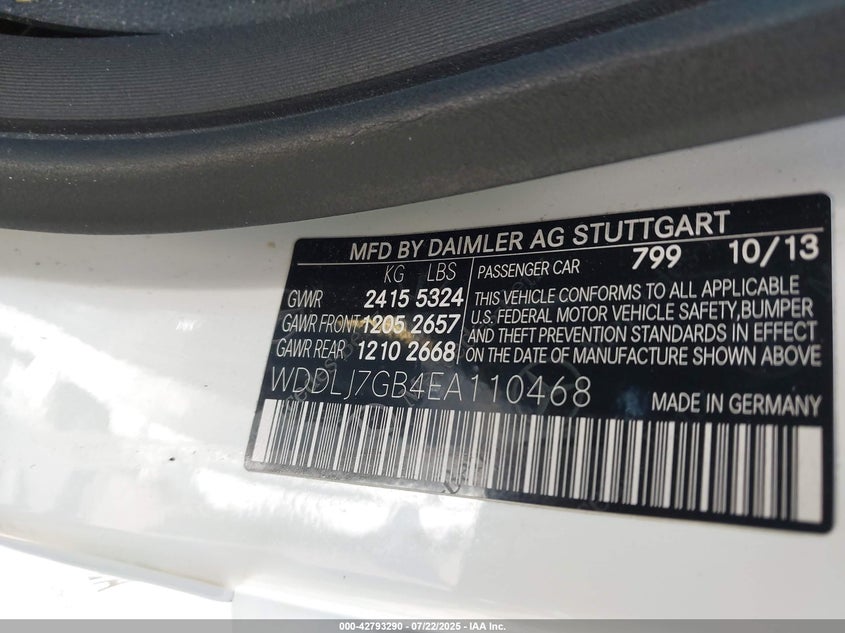 MFD BY DAIMLER AG STUTTGART
KG LBS
GVWR 2415 5324
GAWR FRONT 1205 2657
GAWR REAR 1210 2668
PASSENGER CAR 799 10/13
THIS VEHICLE CONFORMS TO ALL APPLICABLE
U.S. FEDERAL MOTOR VEHICLE SAFETY, BUMPER
AND THEFT PREVENTION STANDARDS IN EFFECT
ON THE DATE OF MANUFACTURE SHOWN ABOVE
WDDLJ7GB4EA110468 MADE IN GERMANY
000-42793290 - 07/22/2025 - IAA Inc.